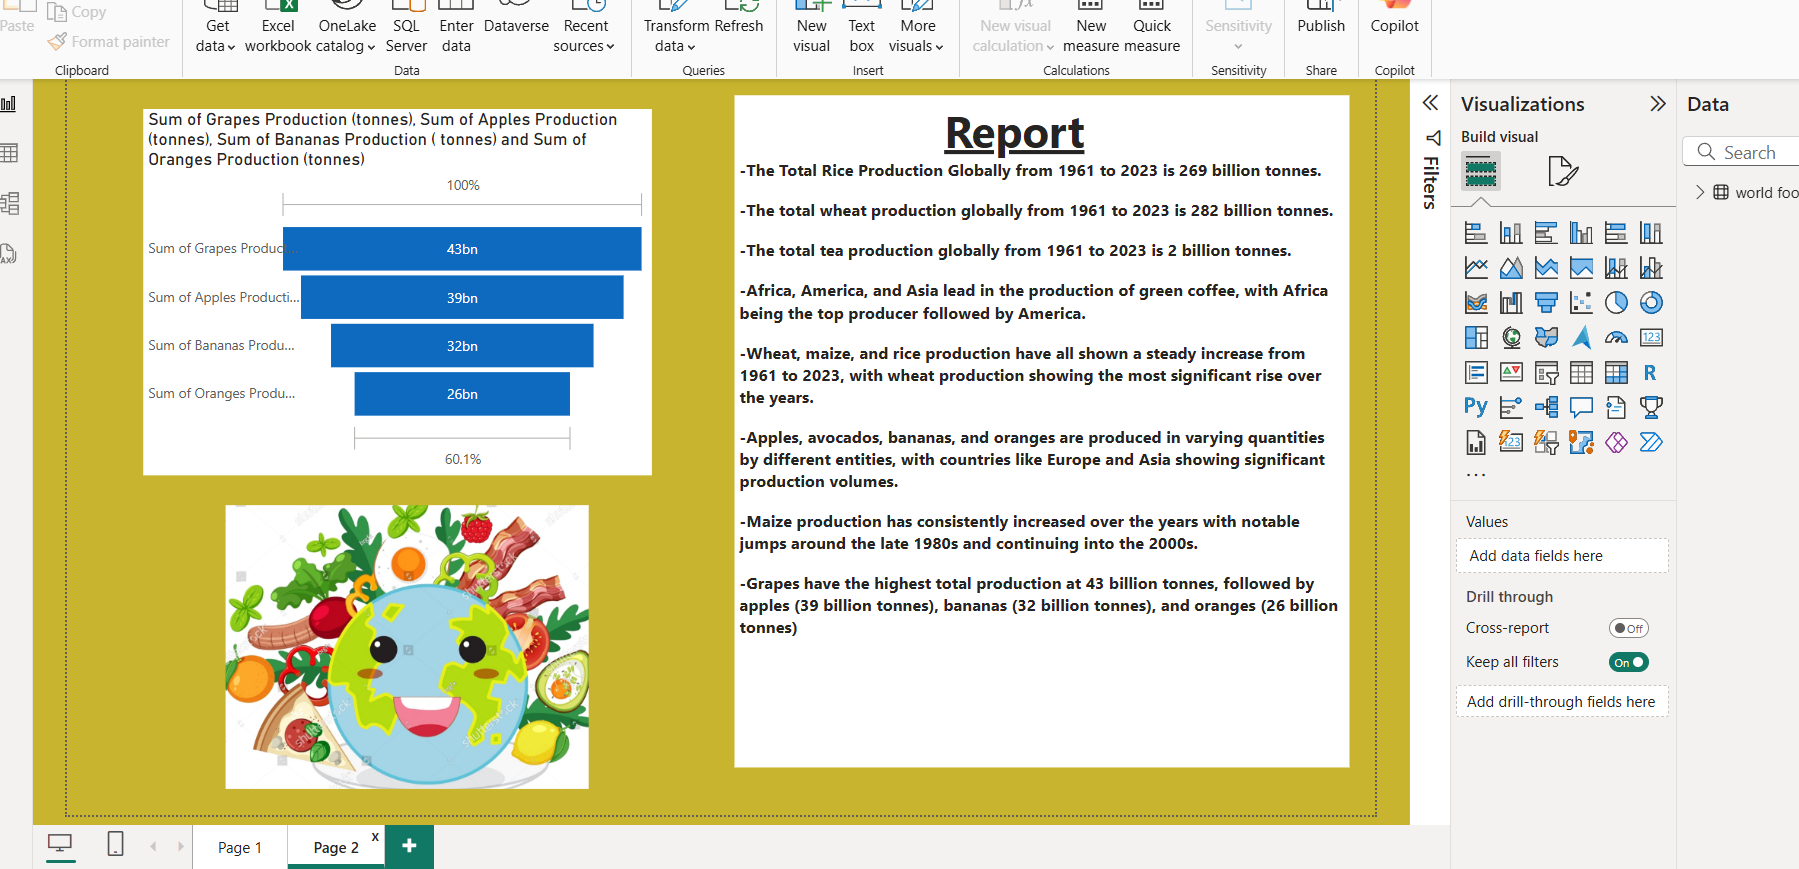 Paste
Copy
Format painter
Clipboard
Get
data
Excel
workbook
OneLake
catalog
SQL
Server
Enter
data
Dataverse
Recent
sources
Data
Transform
data
Refresh
Queries
New
visual
Text
box
More
visuals
Insert
New visual
calculation
New
measure
Quick
measure
Calculations
Sensitivity
Sensitivity
Publish
Share
Copilot
Copilot
Sum of Grapes Production (tonnes), Sum of Apples Production
(tonnes), Sum of Bananas Production ( tonnes) and Sum of
Oranges Production (tonnes)
100%
Sum of Grapes Produc...
43bn
Sum of Apples Producti...
39bn
Sum of Bananas Produ...
32bn
Sum of Oranges Produ...
26bn
60.1%
Report
-The Total Rice Production Globally from 1961 to 2023 is 269 billion tonnes.
-The total wheat production globally from 1961 to 2023 is 282 billion tonnes.
-The total tea production globally from 1961 to 2023 is 2 billion tonnes.
-Africa, America, and Asia lead in the production of green coffee, with Africa
being the top producer followed by America.
-Wheat, maize, and rice production have all shown a steady increase from
1961 to 2023, with wheat production showing the most significant rise over
the years.
-Apples, avocados, bananas, and oranges are produced in varying quantities
by different entities, with countries like Europe and Asia showing significant
production volumes.
-Maize production has consistently increased over the years with notable
jumps around the late 1980s and continuing into the 2000s.
-Grapes have the highest total production at 43 billion tonnes, followed by
apples (39 billion tonnes), bananas (32 billion tonnes), and oranges (26 billion
tonnes)
Filters
Visualizations
Build visual
123
R
Py
123
...
Values
Add data fields here
Drill through
Cross-report
Off
Keep all filters
On
Add drill-through fields here
Data
Search
world foo
Page 1
Page 2
x
+